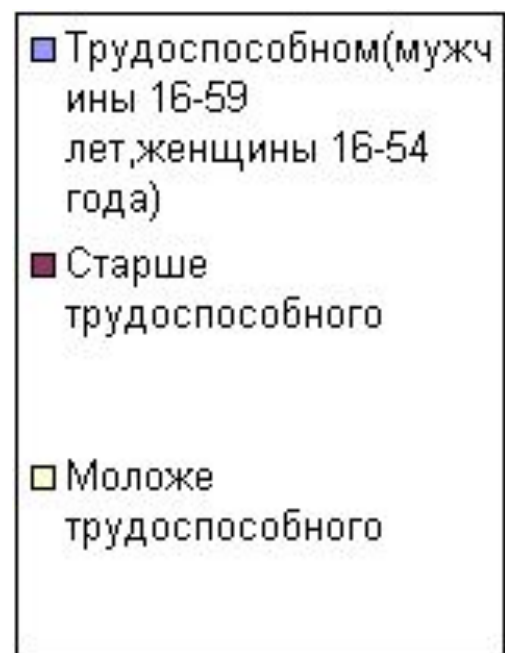 Трудоспособном(мужч
ины 16-59
лет,женщины 16-54
года)
Старше
трудоспособного
Моложе
трудоспособного